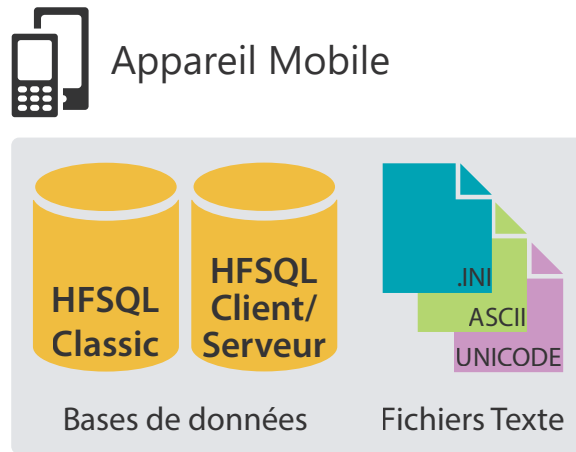 Appareil Mobile
HFSQL
Classic
HFSQL
Client/
Serveur
.INI
ASCII
UNICODE
Bases de données
Fichiers Texte